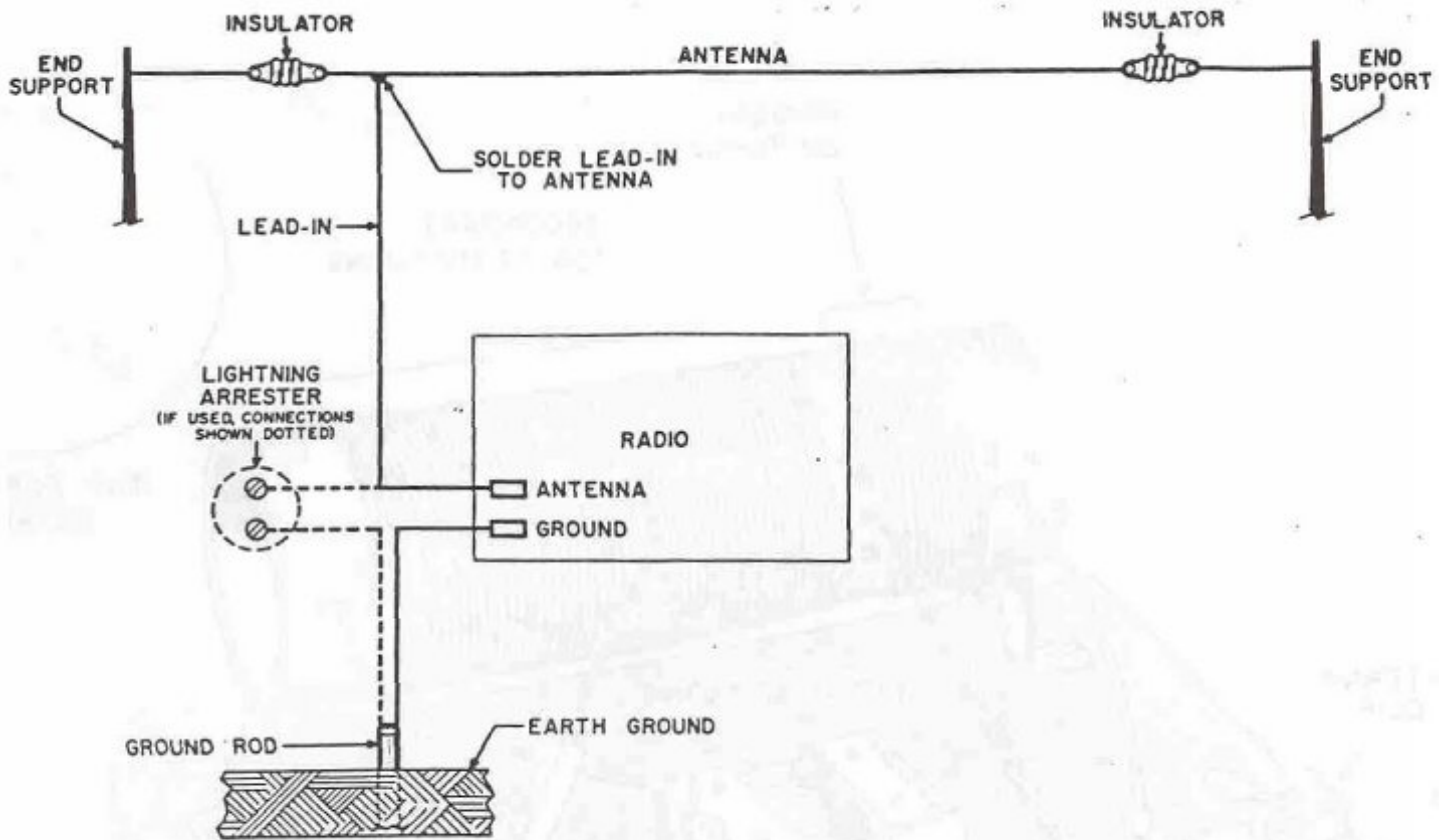 INSULATOR
INSULATOR
END
SUPPORT
ANTENNA
END
SUPPORT
SOLDER LEAD-IN
TO ANTENNA
LEAD-IN
LIGHTNING
ARRESTER
(IF USED, CONNECTIONS
SHOWN DOTTED)
RADIO
ANTENNA
GROUND
EARTH GROUND
GROUND ROD